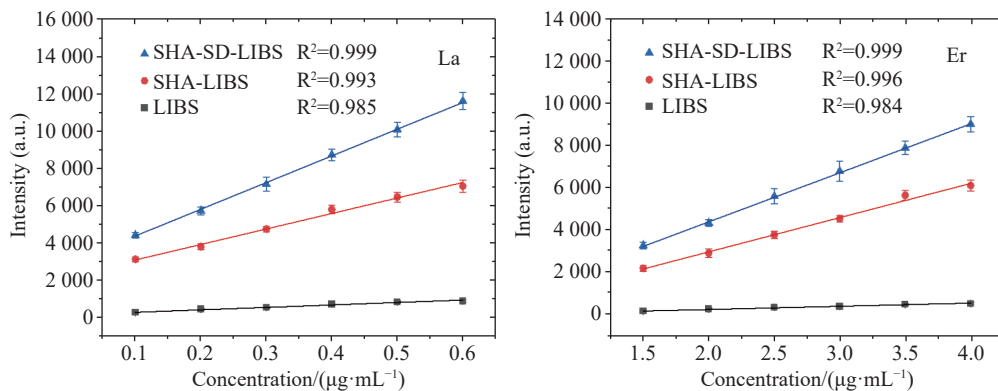 16 000
14 000
12 000
10 000
8 000
6 000
4 000
2 000
0
Intensity (a.u.)
SHA-SD-LIBS R²=0.999
SHA-LIBS R²=0.993
LIBS R²=0.985
La
0.1 0.2 0.3 0.4 0.5 0.6
Concentration/(μg·mL⁻¹)
14 000
12 000
10 000
8 000
6 000
4 000
2 000
0
Intensity (a.u.)
SHA-SD-LIBS R²=0.999
SHA-LIBS R²=0.996
LIBS R²=0.984
Er
1.5 2.0 2.5 3.0 3.5 4.0
Concentration/(μg·mL⁻¹)